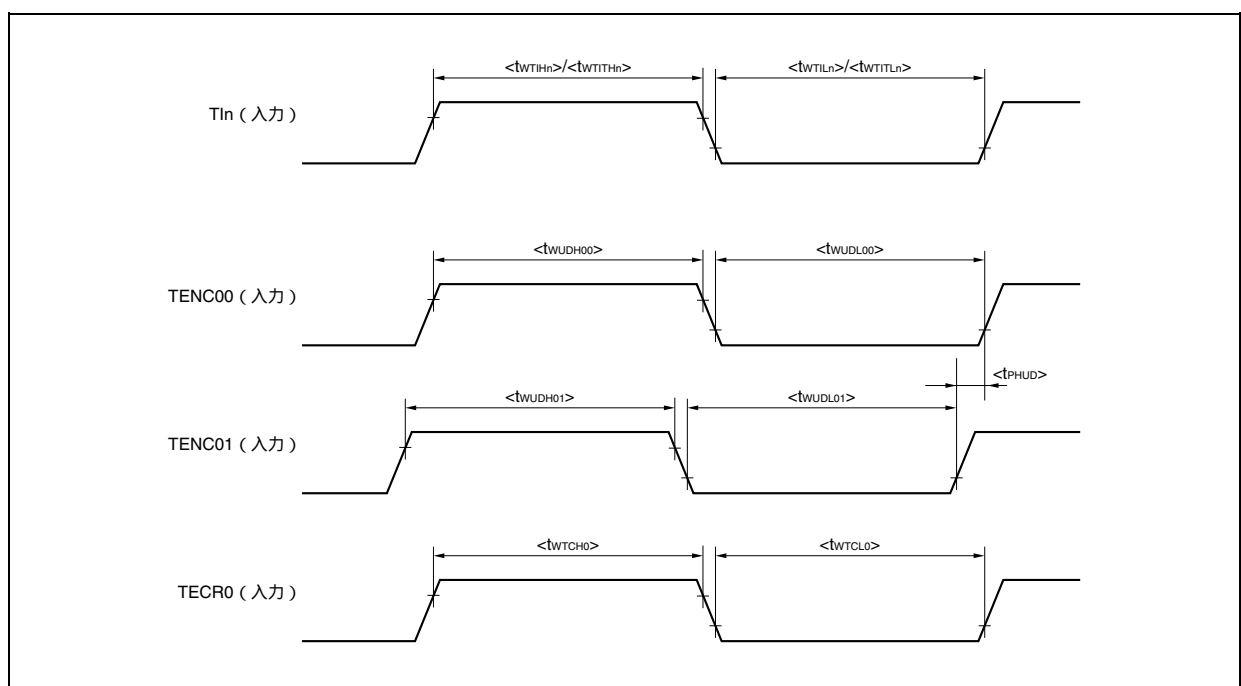 <tWTIHn>/<tWTITHn> <tWTILn>/<tWTITLn>
TIn（入力）
<tWUDH00> <tWUDL00>
TENC00（入力）
<tPHUD>
<tWUDH01> <tWUDL01>
TENC01（入力）
<tWTCH0> <tWTCL0>
TECR0（入力）